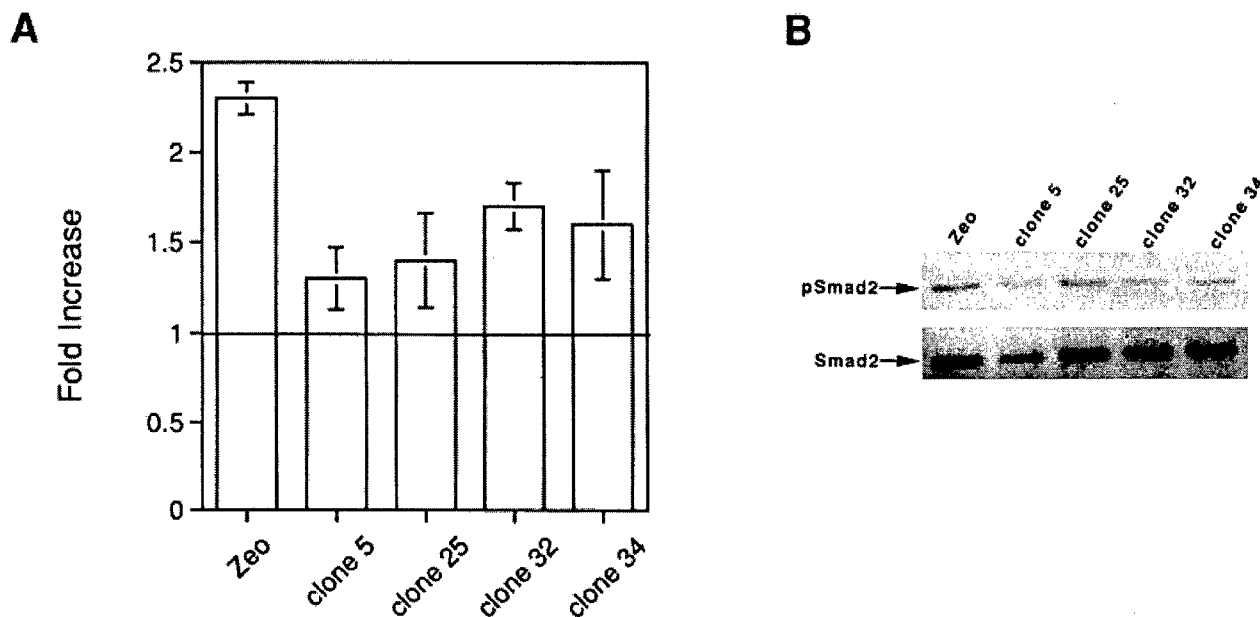 A
Fold Increase
2.5
2
1.5
1
0.5
0
Zeo
clone 5
clone 25
clone 32
clone 34
B
Zeo
clone 5
clone 25
clone 32
clone 34
pSmad2
Smad2